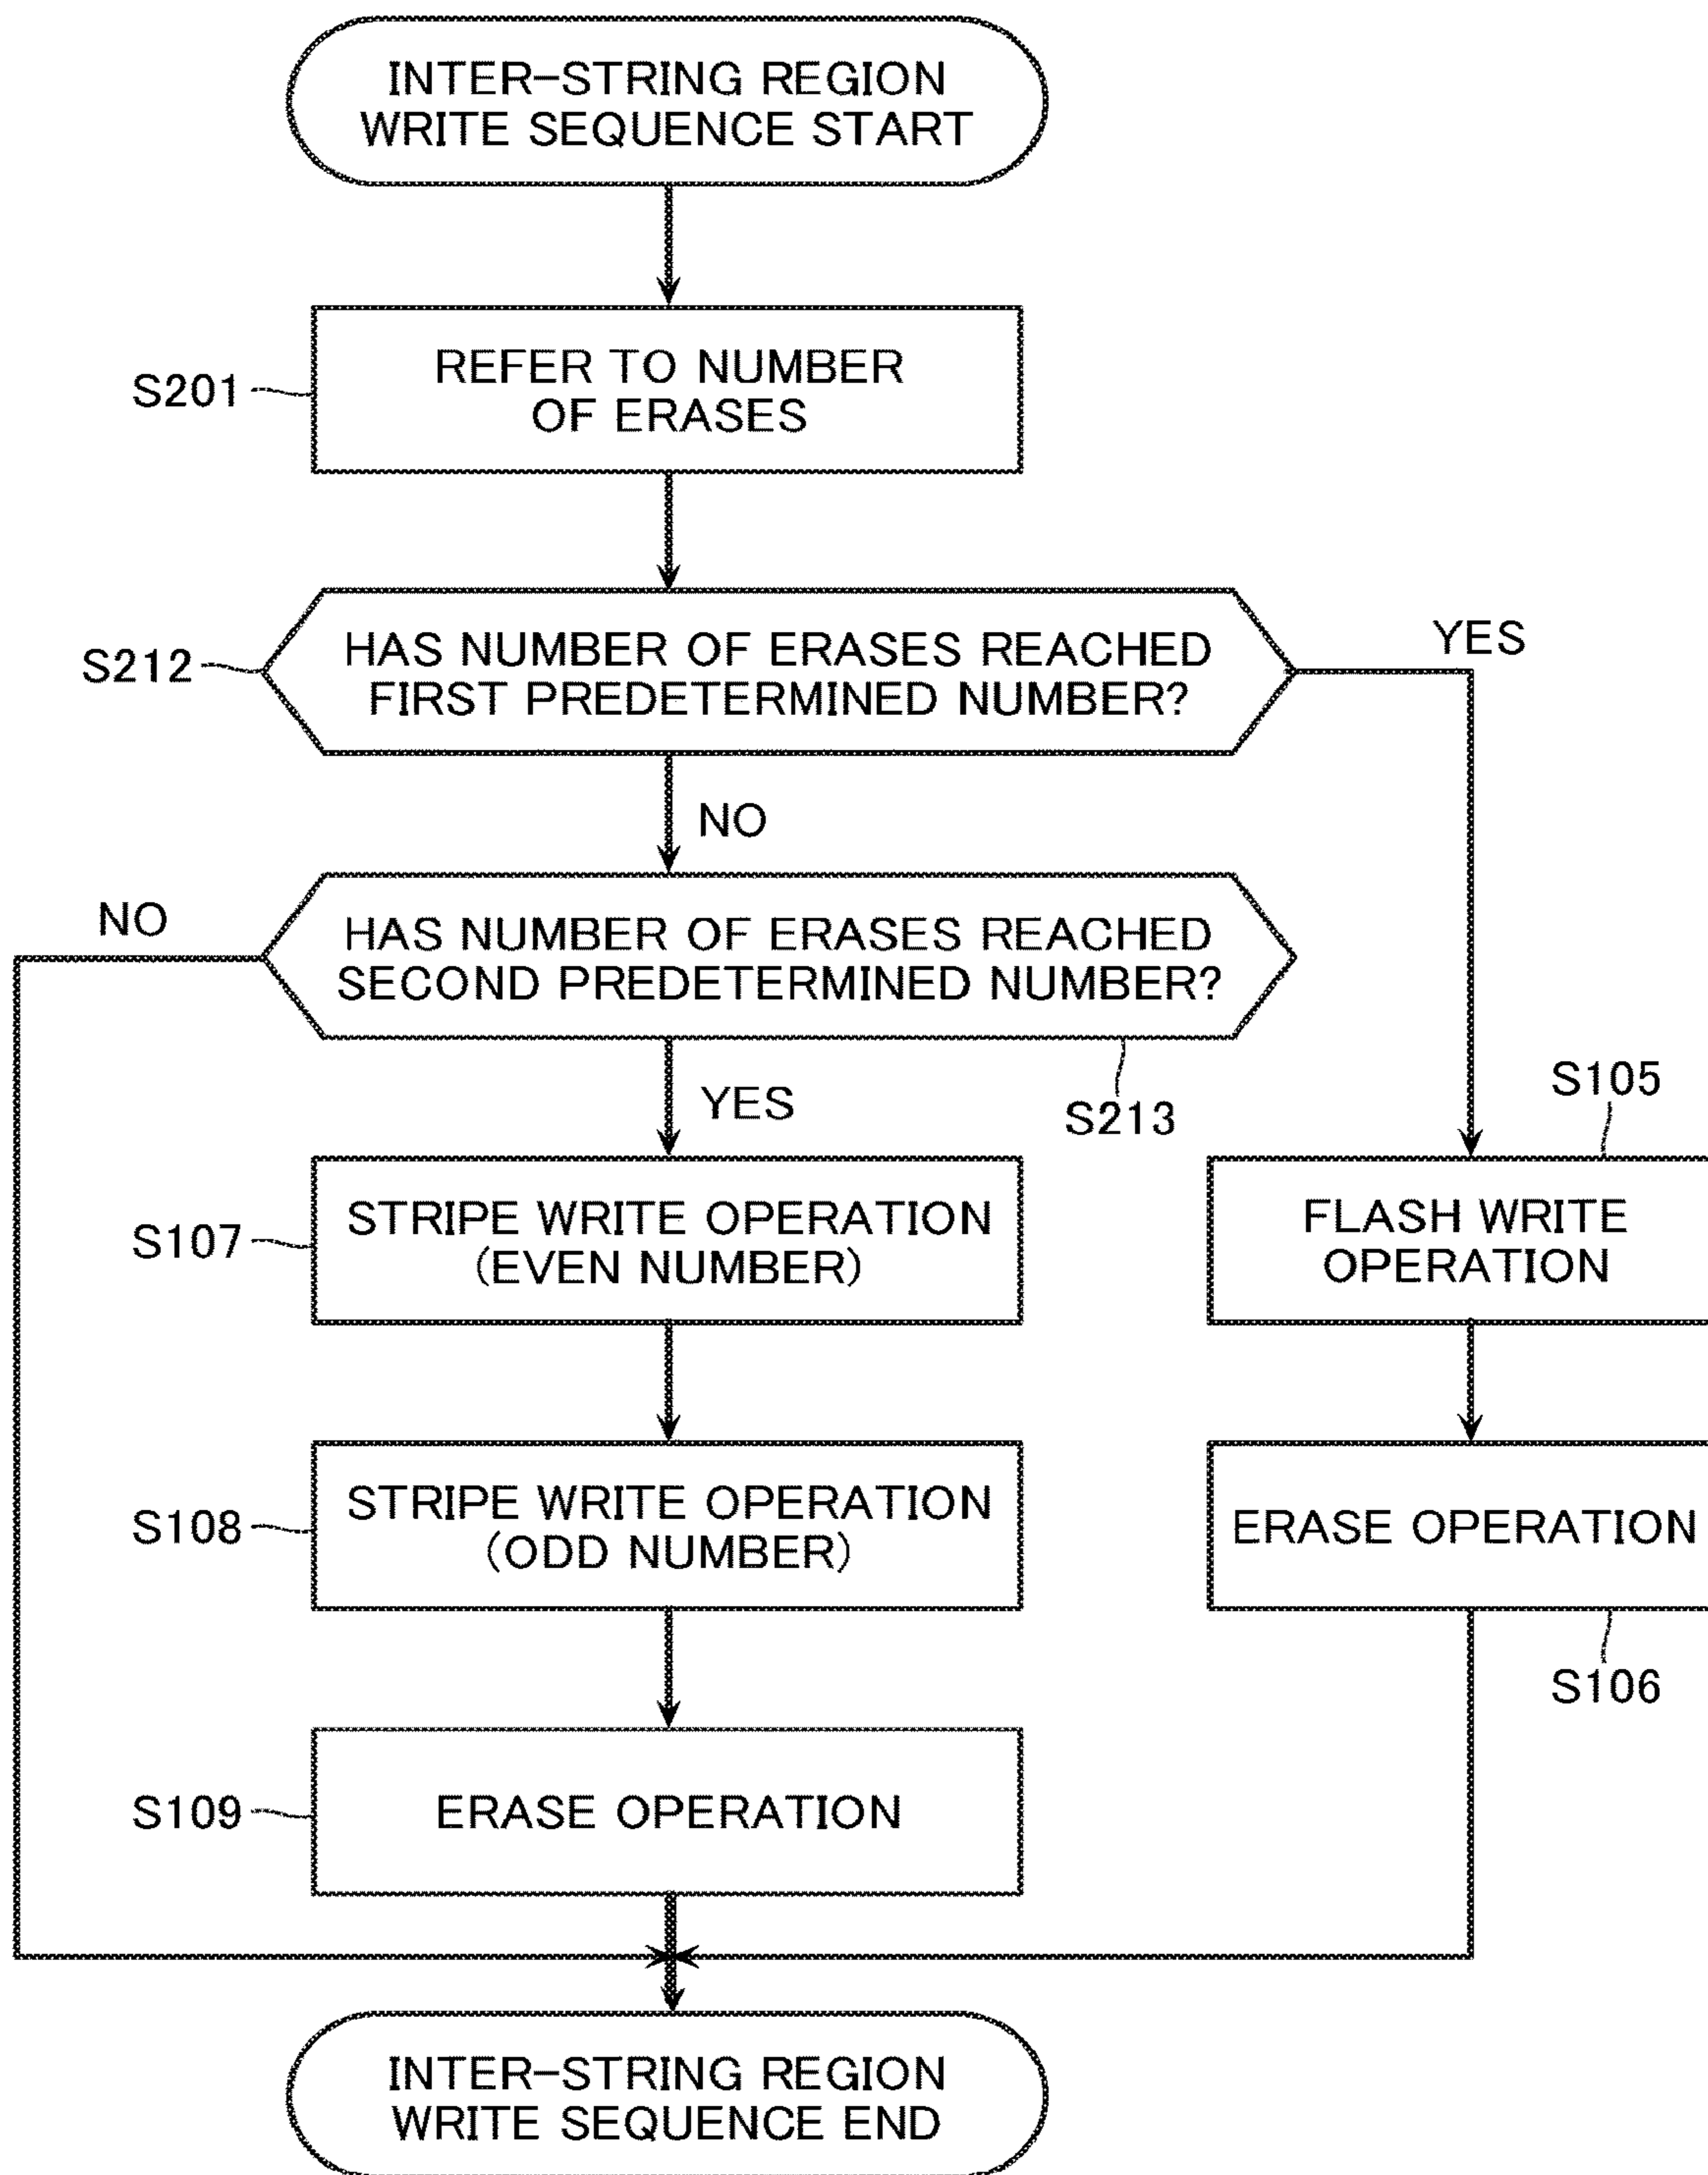 INTER-STRING REGION
WRITE SEQUENCE START
S201
REFER TO NUMBER
OF ERASES
S212
HAS NUMBER OF ERASES REACHED
FIRST PREDETERMINED NUMBER?
YES
NO
NO
HAS NUMBER OF ERASES REACHED
SECOND PREDETERMINED NUMBER?
S213
YES
S105
S107
STRIPE WRITE OPERATION
(EVEN NUMBER)
FLASH WRITE
OPERATION
S108
STRIPE WRITE OPERATION
(ODD NUMBER)
ERASE OPERATION
S106
S109
ERASE OPERATION
INTER-STRING REGION
WRITE SEQUENCE END